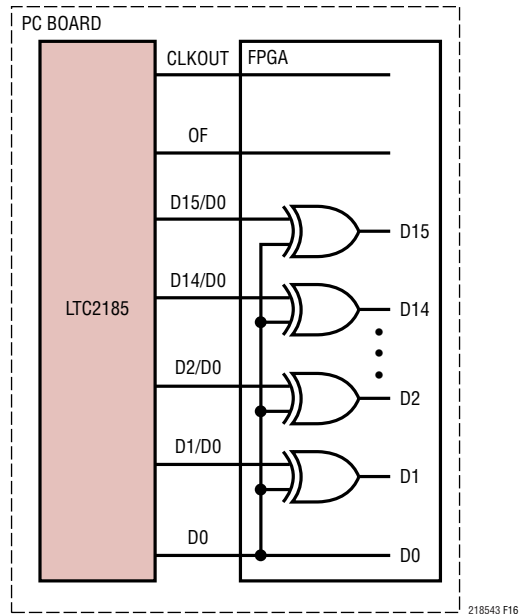 PC BOARD
CLKOUT FPGA
OF
D15/D0
D15
D14/D0
LTC2185 D14
D2/D0
D2
D1/D0
D1
D0 D0
218543 F16